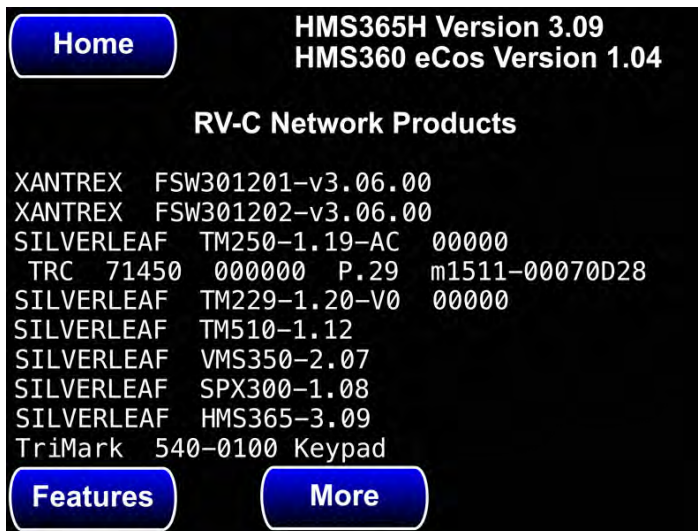 Home
HMS365H Version 3.09
HMS360 eCos Version 1.04
RV-C Network Products
XANTREX FSW301201-v3.06.00
XANTREX FSW301202-v3.06.00
SILVERLEAF TM250-1.19-AC 00000
TRC 71450 000000 P.29 m1511-00070D28
SILVERLEAF TM229-1.20-V0 00000
SILVERLEAF TM510-1.12
SILVERLEAF VMS350-2.07
SILVERLEAF SPX300-1.08
SILVERLEAF HMS365-3.09
TriMark 540-0100 Keypad
Features More